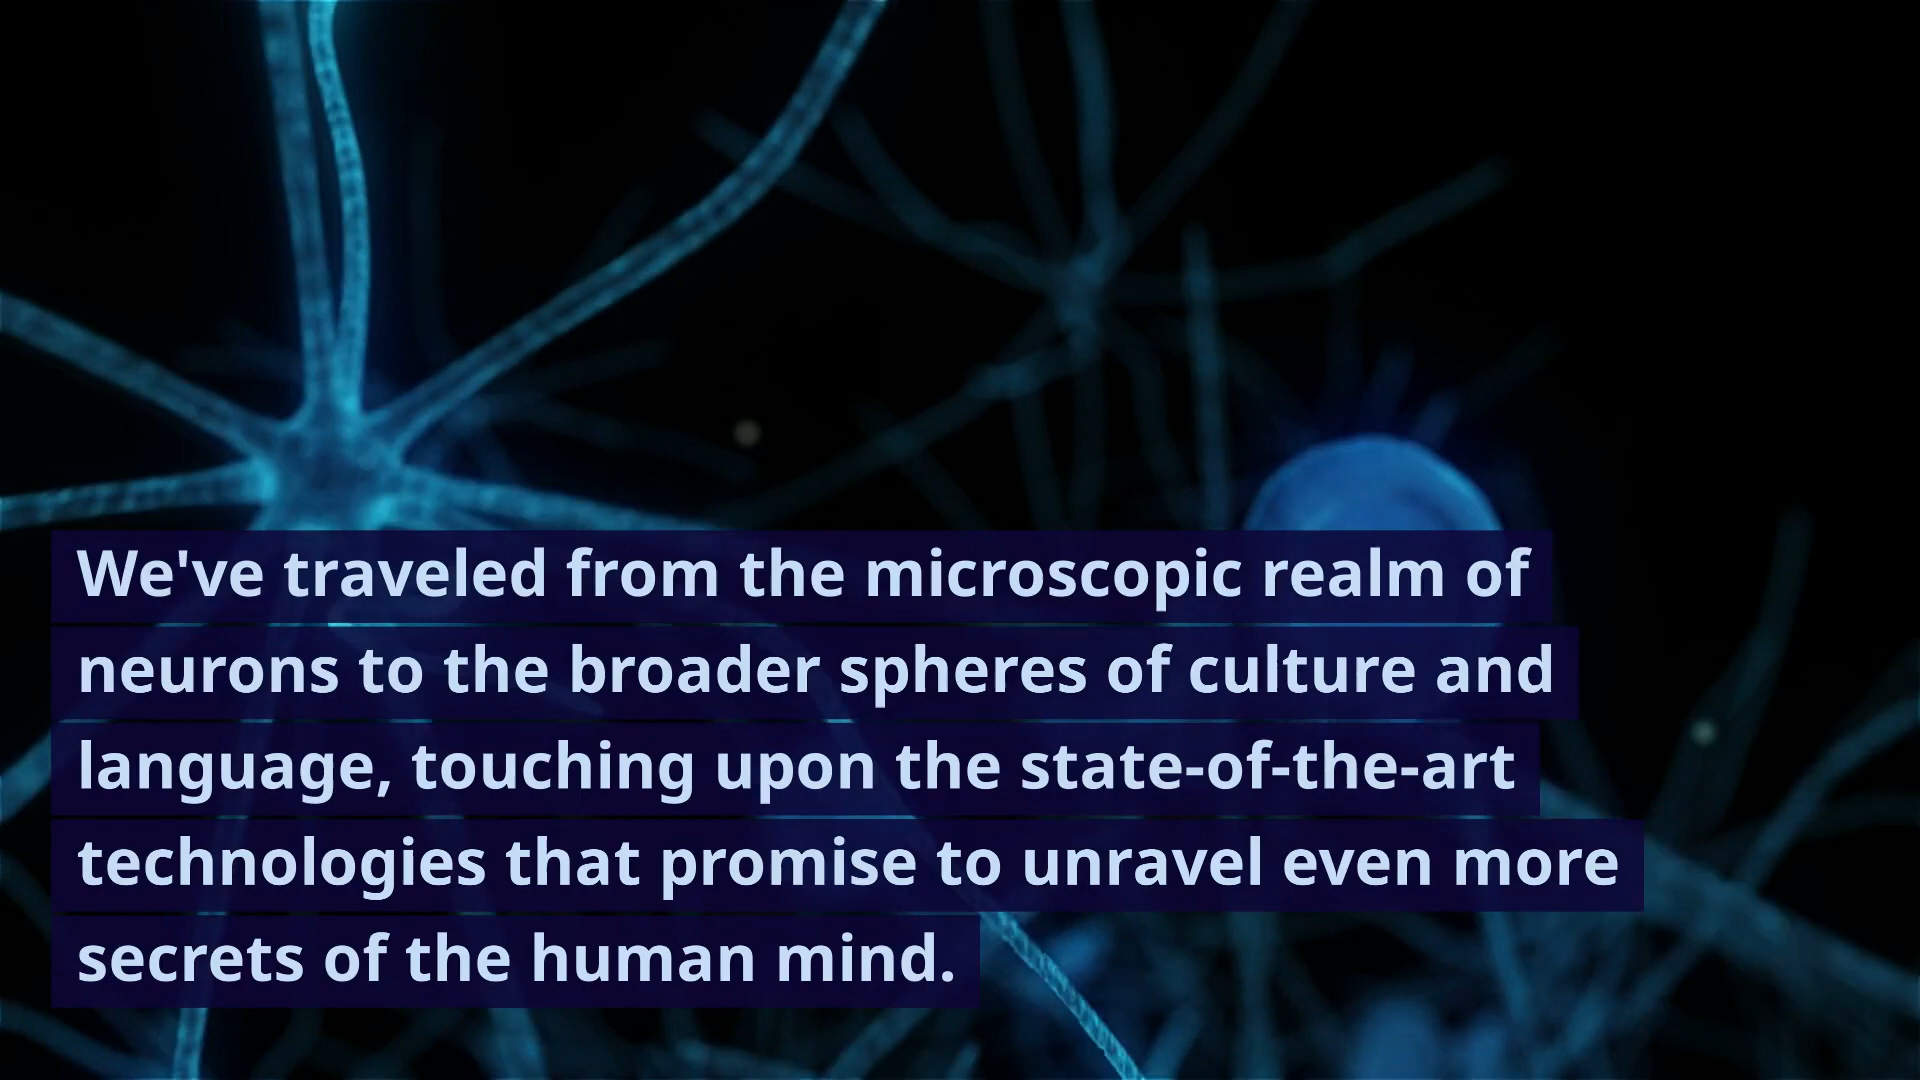 We've traveled from the microscopic realm of
neurons to the broader spheres of culture and
language, touching upon the state-of-the-art
technologies that promise to unravel even more
secrets of the human mind.